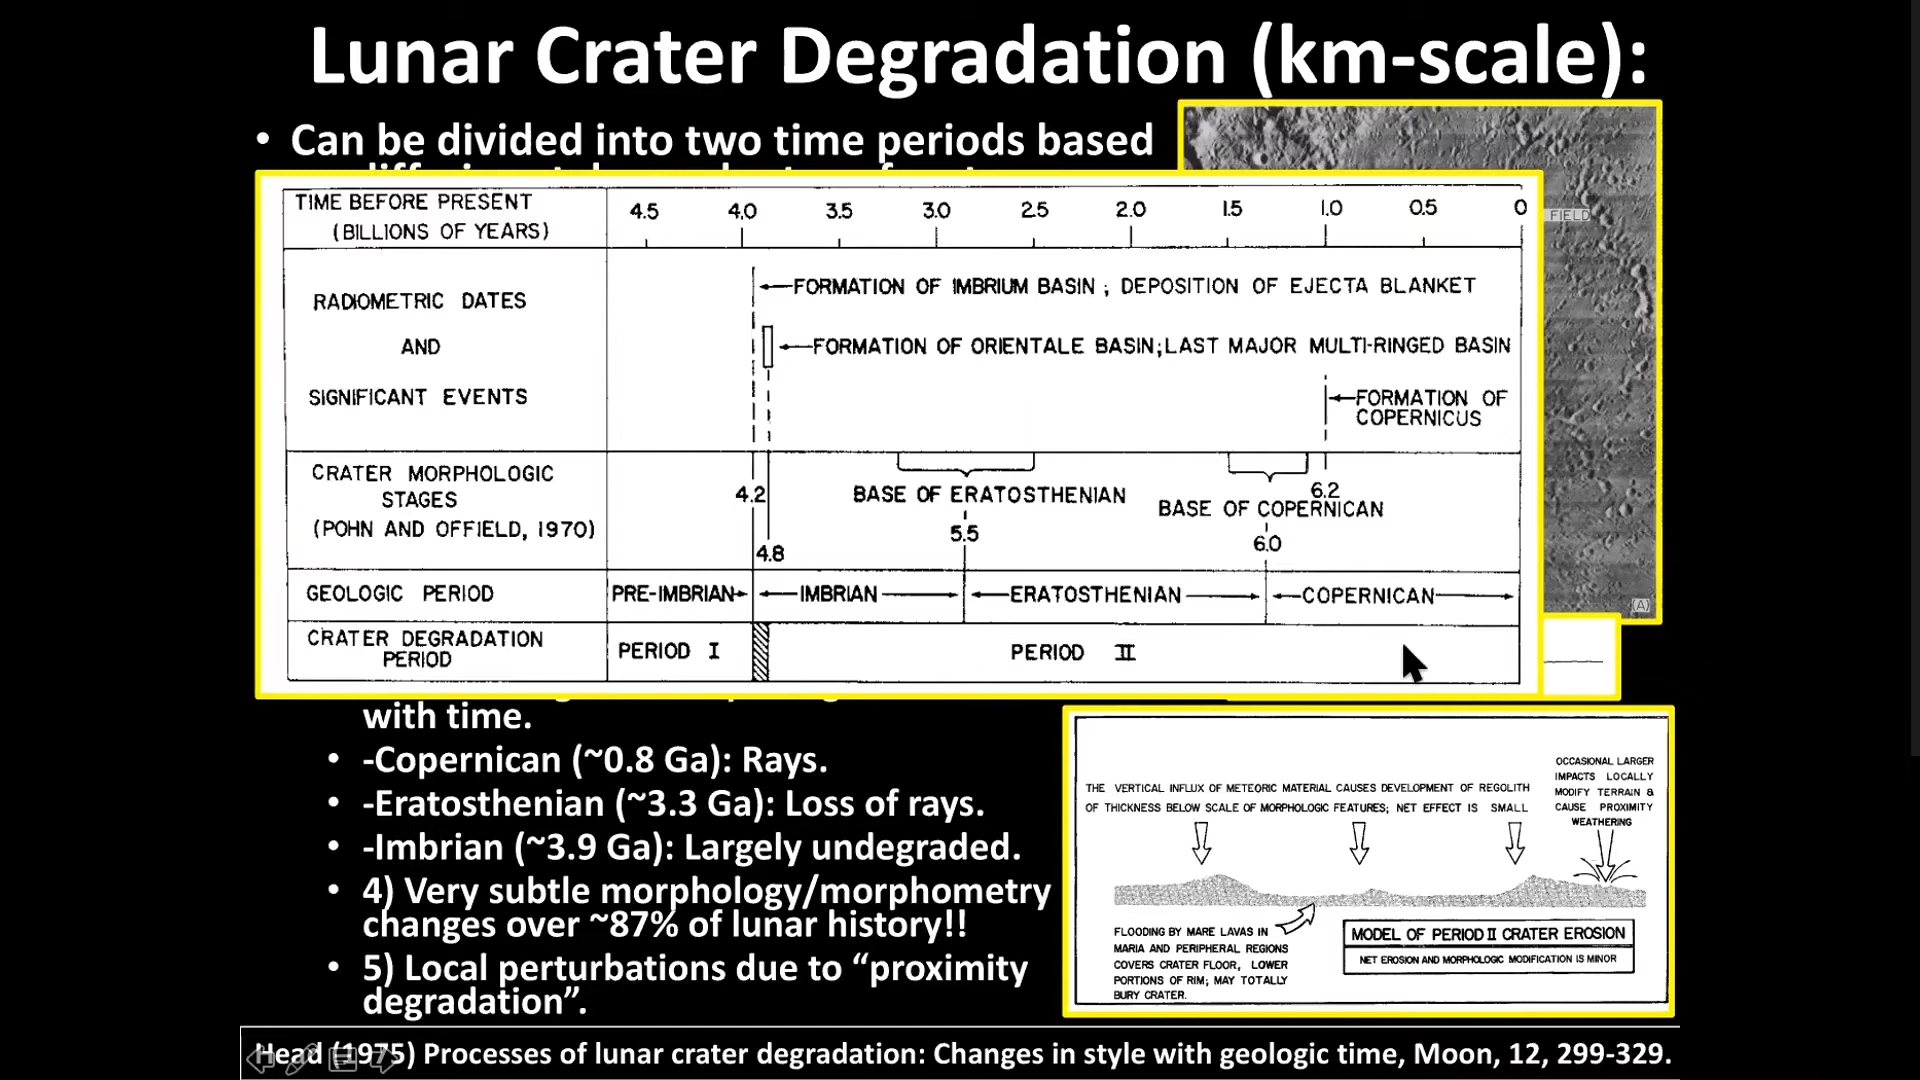 Lunar Crater Degradation (km-scale):
• Can be divided into two time periods based
FIELD
(A)
TIME BEFORE PRESENT
(BILLIONS OF YEARS)
4.5 4.0 3.5 3.0 2.5 2.0 1.5 1.0 0.5 0
RADIOMETRIC DATES
AND
SIGNIFICANT EVENTS
FORMATION OF IMBRIUM BASIN ; DEPOSITION OF EJECTA BLANKET
FORMATION OF ORIENTALE BASIN;LAST MAJOR MULTI-RINGED BASIN
FORMATION OF
COPERNICUS
CRATER MORPHOLOGIC
STAGES
(POHN AND OFFIELD, 1970)
4.2
4.8
BASE OF ERATOSTHENIAN
5.5
6.2
BASE OF COPERNICAN
6.0
GEOLOGIC PERIOD
PRE-IMBRIAN
IMBRIAN
ERATOSTHENIAN
COPERNICAN
CRATER DEGRADATION
PERIOD
PERIOD I
PERIOD II
with time.
• -Copernican (~0.8 Ga): Rays.
• -Eratosthenian (~3.3 Ga): Loss of rays.
• -Imbrian (~3.9 Ga): Largely undegraded.
• 4) Very subtle morphology/morphometry
changes over ~87% of lunar history!!
• 5) Local perturbations due to “proximity
degradation”.
THE VERTICAL INFLUX OF METEORIC MATERIAL CAUSES DEVELOPMENT OF REGOLITH
OF THICKNESS BELOW SCALE OF MORPHOLOGIC FEATURES; NET EFFECT IS SMALL
OCCASIONAL LARGER
IMPACTS LOCALLY
MODIFY TERRAIN &
CAUSE PROXIMITY
WEATHERING
FLOODING BY MARE LAVAS IN
MARIA AND PERIPHERAL REGIONS
COVERS CRATER FLOOR, LOWER
PORTIONS OF RIM; MAY TOTALLY
BURY CRATER.
MODEL OF PERIOD II CRATER EROSION
NET EROSION AND MORPHOLOGIC MODIFICATION IS MINOR
Head (1975) Processes of lunar crater degradation: Changes in style with geologic time, Moon, 12, 299-329.